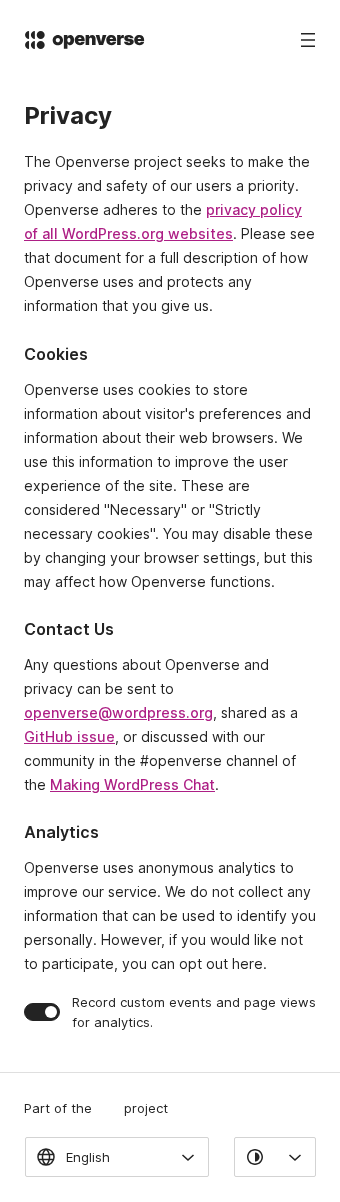 openverse
Privacy
The Openverse project seeks to make the
privacy and safety of our users a priority.
Openverse adheres to the privacy policy
of all WordPress.org websites. Please see
that document for a full description of how
Openverse uses and protects any
information that you give us.
Cookies
Openverse uses cookies to store
information about visitor's preferences and
information about their web browsers. We
use this information to improve the user
experience of the site. These are
considered "Necessary" or "Strictly
necessary cookies". You may disable these
by changing your browser settings, but this
may affect how Openverse functions.
Contact Us
Any questions about Openverse and
privacy can be sent to
openverse@wordpress.org, shared as a
GitHub issue, or discussed with our
community in the #openverse channel of
the Making WordPress Chat.
Analytics
Openverse uses anonymous analytics to
improve our service. We do not collect any
information that can be used to identify you
personally. However, if you would like not
to participate, you can opt out here.
Record custom events and page views
for analytics.
Part of the project
English